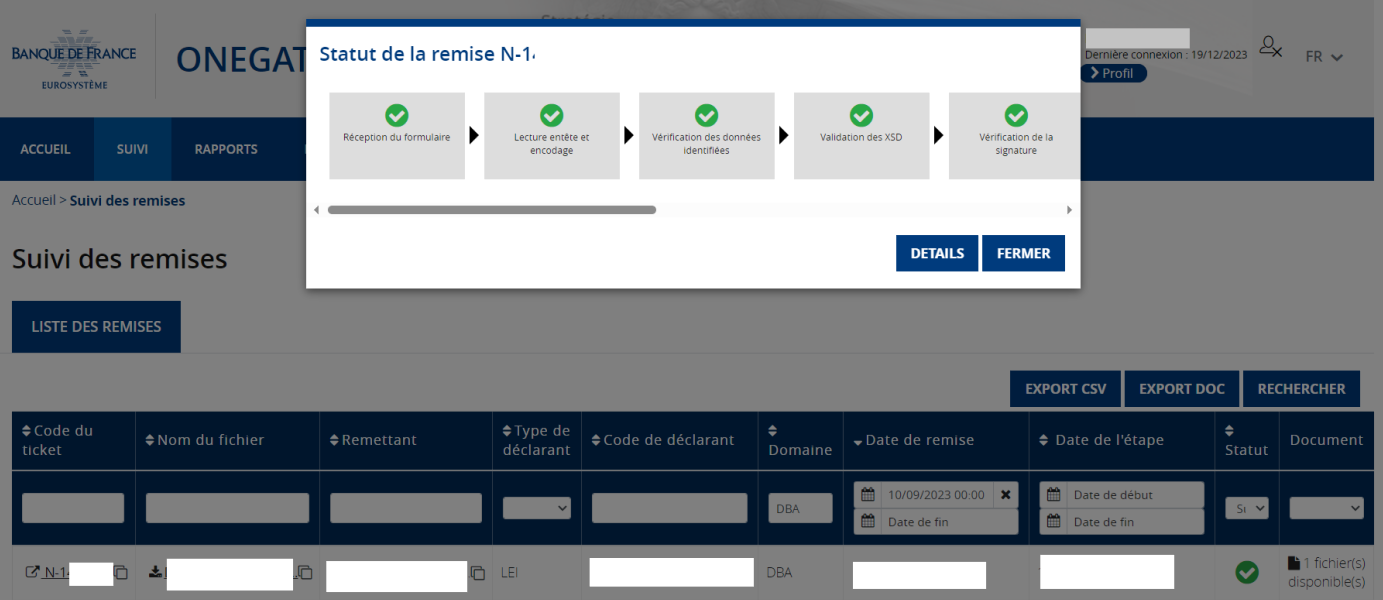 Stratégie
BANQUE DE FRANCE
EUROSYSTÈME
ONEGAT
Statut de la remise N-14
Dernière connexion : 19/12/2023
Profil
FR
Réception du formulaire
Lecture entête et
encodage
Vérification des données
identifiées
Validation des XSD
Vérification de la
signature
ACCUEIL SUIVI RAPPORTS
Accueil > Suivi des remises
DETAILS FERMER
Suivi des remises
LISTE DES REMISES
EXPORT CSV EXPORT DOC RECHERCHER
Code du
ticket
Nom du fichier
Remettant
Type de
déclarant
Code de déclarant
Domaine
Date de remise
Date de l'étape
Statut
Document
DBA
10/09/2023 00:00
Date de fin
Date de début
Date de fin
N-14
LEI
DBA
1 fichier(s)
disponible(s)